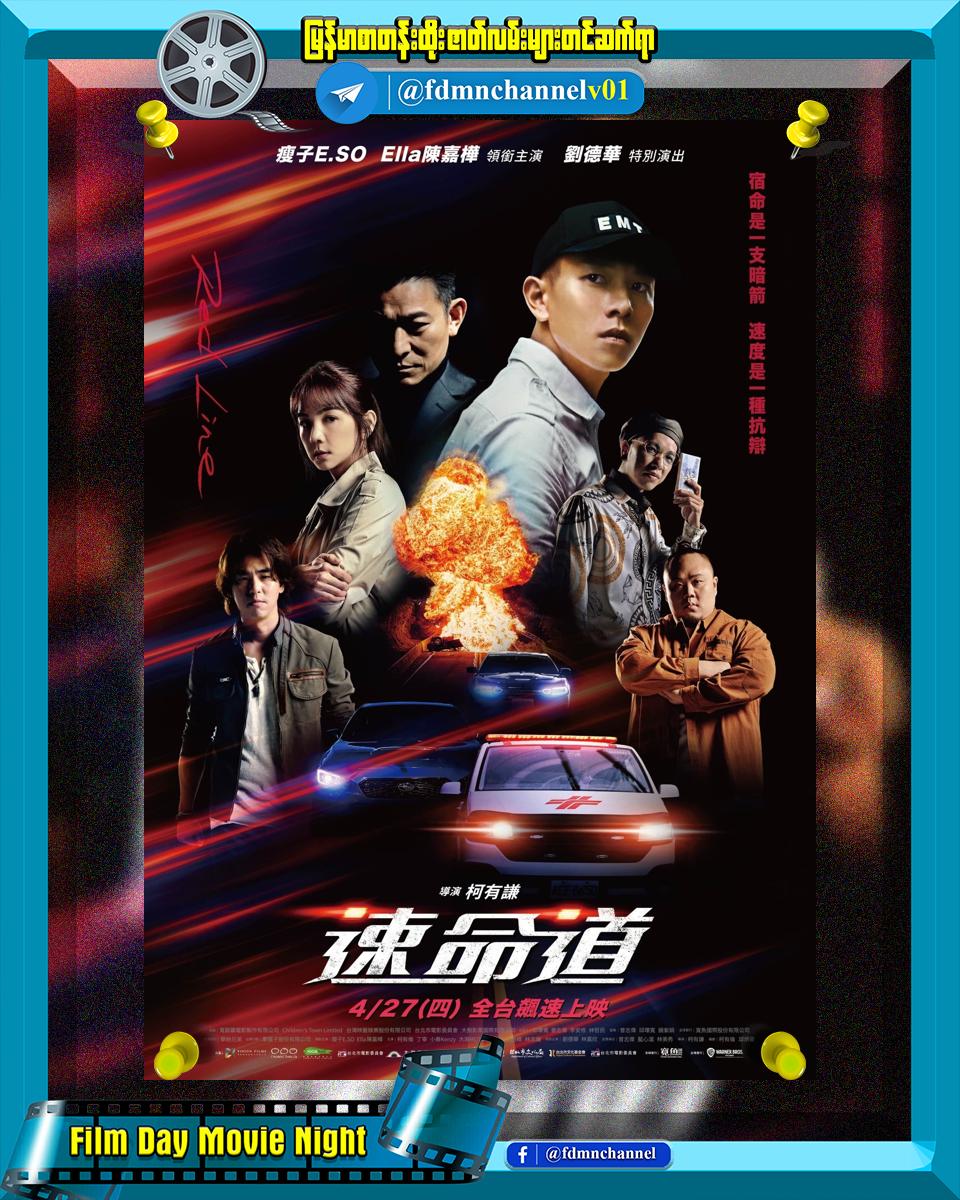 မြန်မာစာတန်းထိုး ဇာတ်လမ်းများတင်ဆက်ရာ
@fdmnchannelv01
瘦子E.SO Ella陳嘉樺 領銜主演 劉德華 特別演出
EMT
宿命是一支暗箭 速度是一種抗辯
Red Line
導演 柯有謙
速命道
4/27(四) 全台飆速上映
Film Day Movie Night
@fdmnchannel